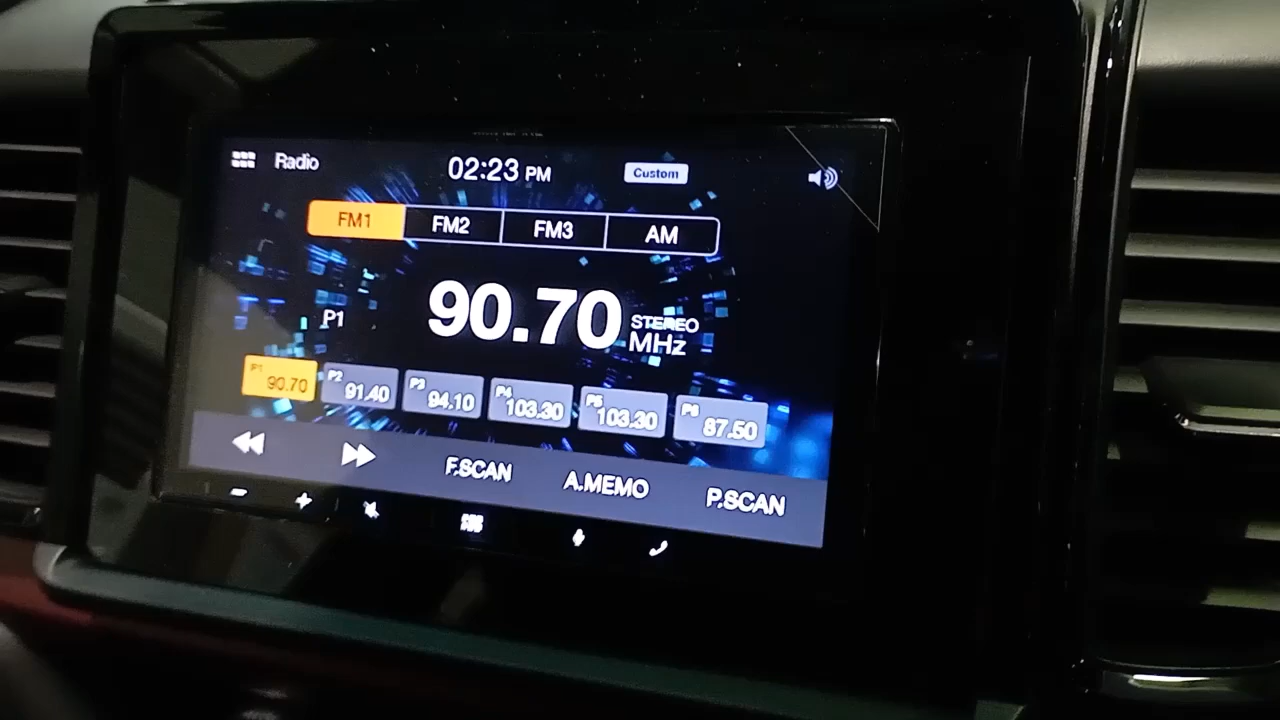 Radio 02:23 PM Custom
FM1 FM2 FM3 AM
P1 90.70 STEREO MHz
P1 90.70 P2 91.40 P3 94.10 P4 103.30 P5 103.30 P6 87.50
F.SCAN A.MEMO P.SCAN